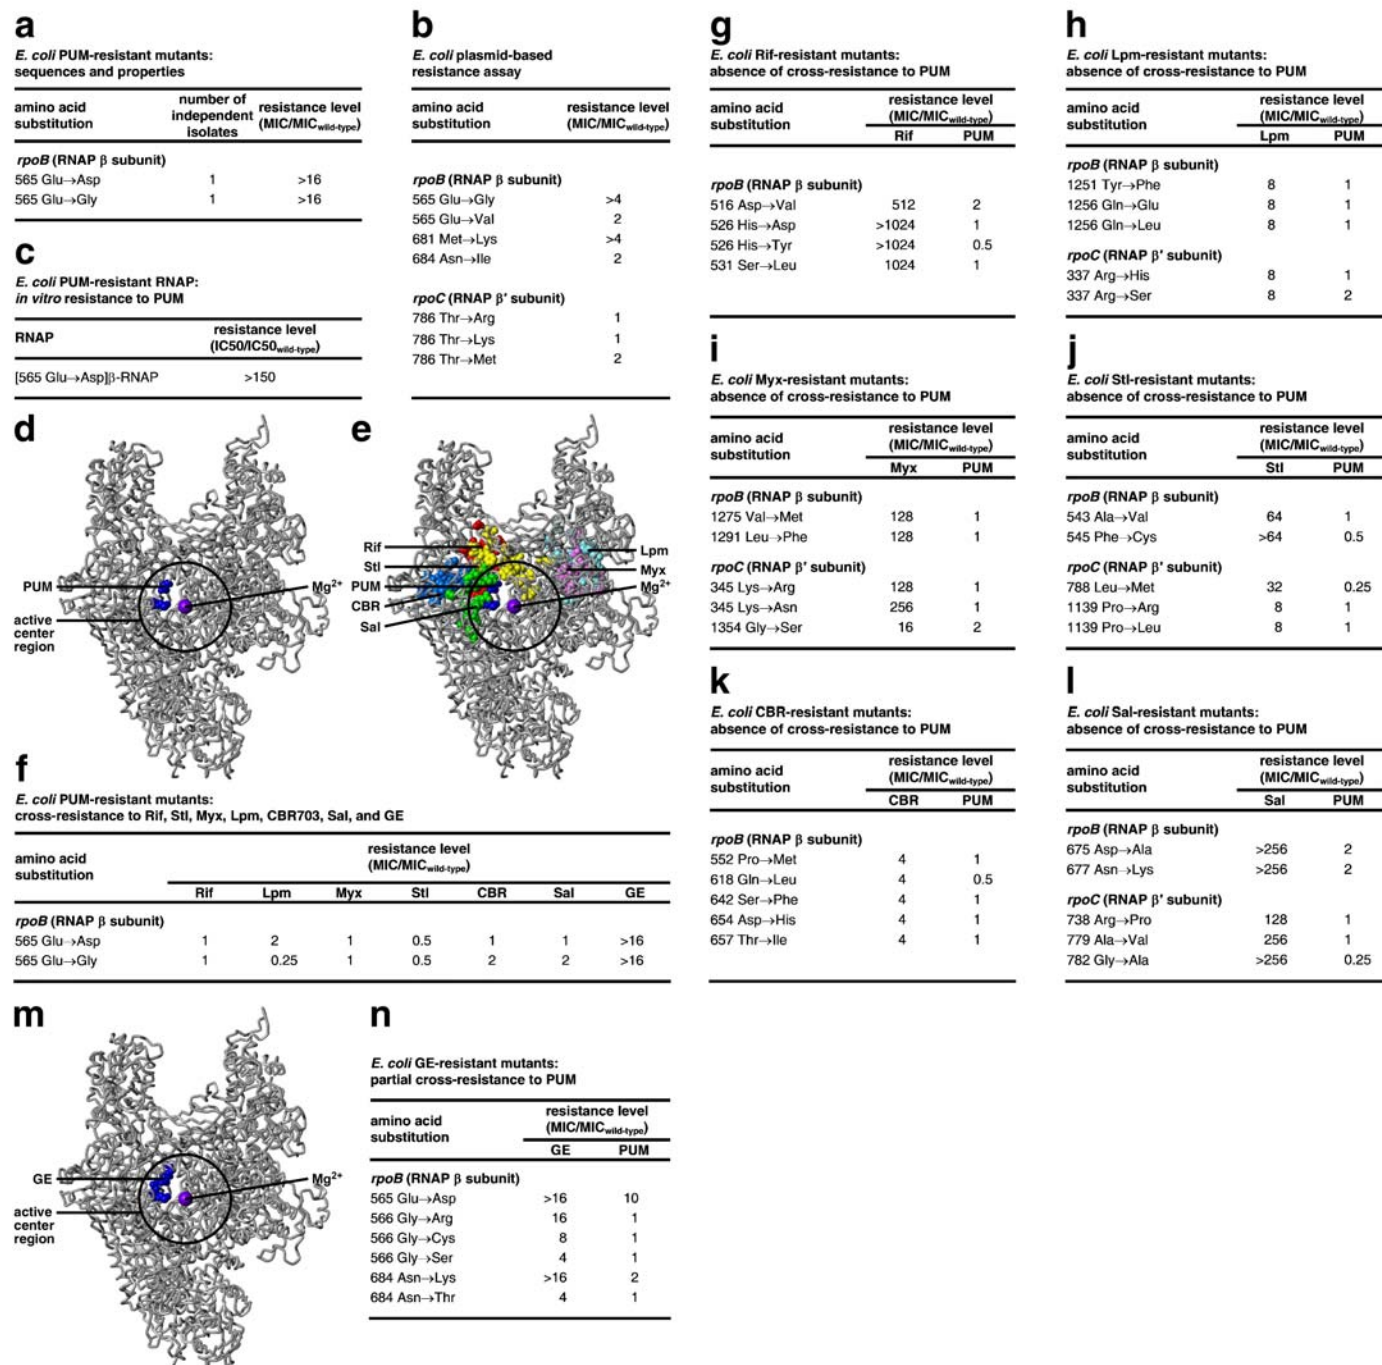 a
E. coli PUM-resistant mutants:
sequences and properties
amino acid substitution number of independent isolates resistance level (MIC/MICwild-type)
rpoB (RNAP β subunit)
565 Glu→Asp 1 >16
565 Glu→Gly 1 >16
b
E. coli plasmid-based
resistance assay
amino acid substitution resistance level (MIC/MICwild-type)
rpoB (RNAP β subunit)
565 Glu→Gly >4
565 Glu→Val 2
681 Met→Lys >4
684 Asn→Ile 2
rpoC (RNAP β′ subunit)
786 Thr→Arg 1
786 Thr→Lys 1
786 Thr→Met 2
c
E. coli PUM-resistant RNAP:
in vitro resistance to PUM
RNAP resistance level (IC50/IC50wild-type)
[565 Glu→Asp]β-RNAP >150
d
PUM
active
center
region
Mg2+
e
Rif
Stl
PUM
CBR
Sal
Lpm
Myx
Mg2+
f
E. coli PUM-resistant mutants:
cross-resistance to Rif, Stl, Myx, Lpm, CBR703, Sal, and GE
amino acid substitution resistance level (MIC/MICwild-type)
Rif Lpm Myx Stl CBR Sal GE
rpoB (RNAP β subunit)
565 Glu→Asp 1 2 1 0.5 1 1 >16
565 Glu→Gly 1 0.25 1 0.5 2 2 >16
g
E. coli Rif-resistant mutants:
absence of cross-resistance to PUM
amino acid substitution resistance level (MIC/MICwild-type)
Rif PUM
rpoB (RNAP β subunit)
516 Asp→Val 512 2
526 His→Asp >1024 1
526 His→Tyr >1024 0.5
531 Ser→Leu 1024 1
h
E. coli Lpm-resistant mutants:
absence of cross-resistance to PUM
amino acid substitution resistance level (MIC/MICwild-type)
Lpm PUM
rpoB (RNAP β subunit)
1251 Tyr→Phe 8 1
1256 Gln→Glu 8 1
1256 Gln→Leu 8 1
rpoC (RNAP β′ subunit)
337 Arg→His 8 1
337 Arg→Ser 8 2
i
E. coli Myx-resistant mutants:
absence of cross-resistance to PUM
amino acid substitution resistance level (MIC/MICwild-type)
Myx PUM
rpoB (RNAP β subunit)
1275 Val→Met 128 1
1291 Leu→Phe 128 1
rpoC (RNAP β′ subunit)
345 Lys→Arg 128 1
345 Lys→Asn 256 1
1354 Gly→Ser 16 2
j
E. coli Stl-resistant mutants:
absence of cross-resistance to PUM
amino acid substitution resistance level (MIC/MICwild-type)
Stl PUM
rpoB (RNAP β subunit)
543 Ala→Val 64 1
545 Phe→Cys >64 0.5
rpoC (RNAP β′ subunit)
788 Leu→Met 32 0.25
1139 Pro→Arg 8 1
1139 Pro→Leu 8 1
k
E. coli CBR-resistant mutants:
absence of cross-resistance to PUM
amino acid substitution resistance level (MIC/MICwild-type)
CBR PUM
rpoB (RNAP β subunit)
552 Pro→Met 4 1
618 Gln→Leu 4 0.5
642 Ser→Phe 4 1
654 Asp→His 4 1
657 Thr→Ile 4 1
l
E. coli Sal-resistant mutants:
absence of cross-resistance to PUM
amino acid substitution resistance level (MIC/MICwild-type)
Sal PUM
rpoB (RNAP β subunit)
675 Asp→Ala >256 2
677 Asn→Lys >256 2
rpoC (RNAP β′ subunit)
738 Arg→Pro 128 1
779 Ala→Val 256 1
782 Gly→Ala >256 0.25
m
GE
active
center
region
Mg2+
n
E. coli GE-resistant mutants:
partial cross-resistance to PUM
amino acid substitution resistance level (MIC/MICwild-type)
GE PUM
rpoB (RNAP β subunit)
565 Glu→Asp >16 10
566 Gly→Arg 16 1
566 Gly→Cys 8 1
566 Gly→Ser 4 1
684 Asn→Lys >16 2
684 Asn→Thr 4 1